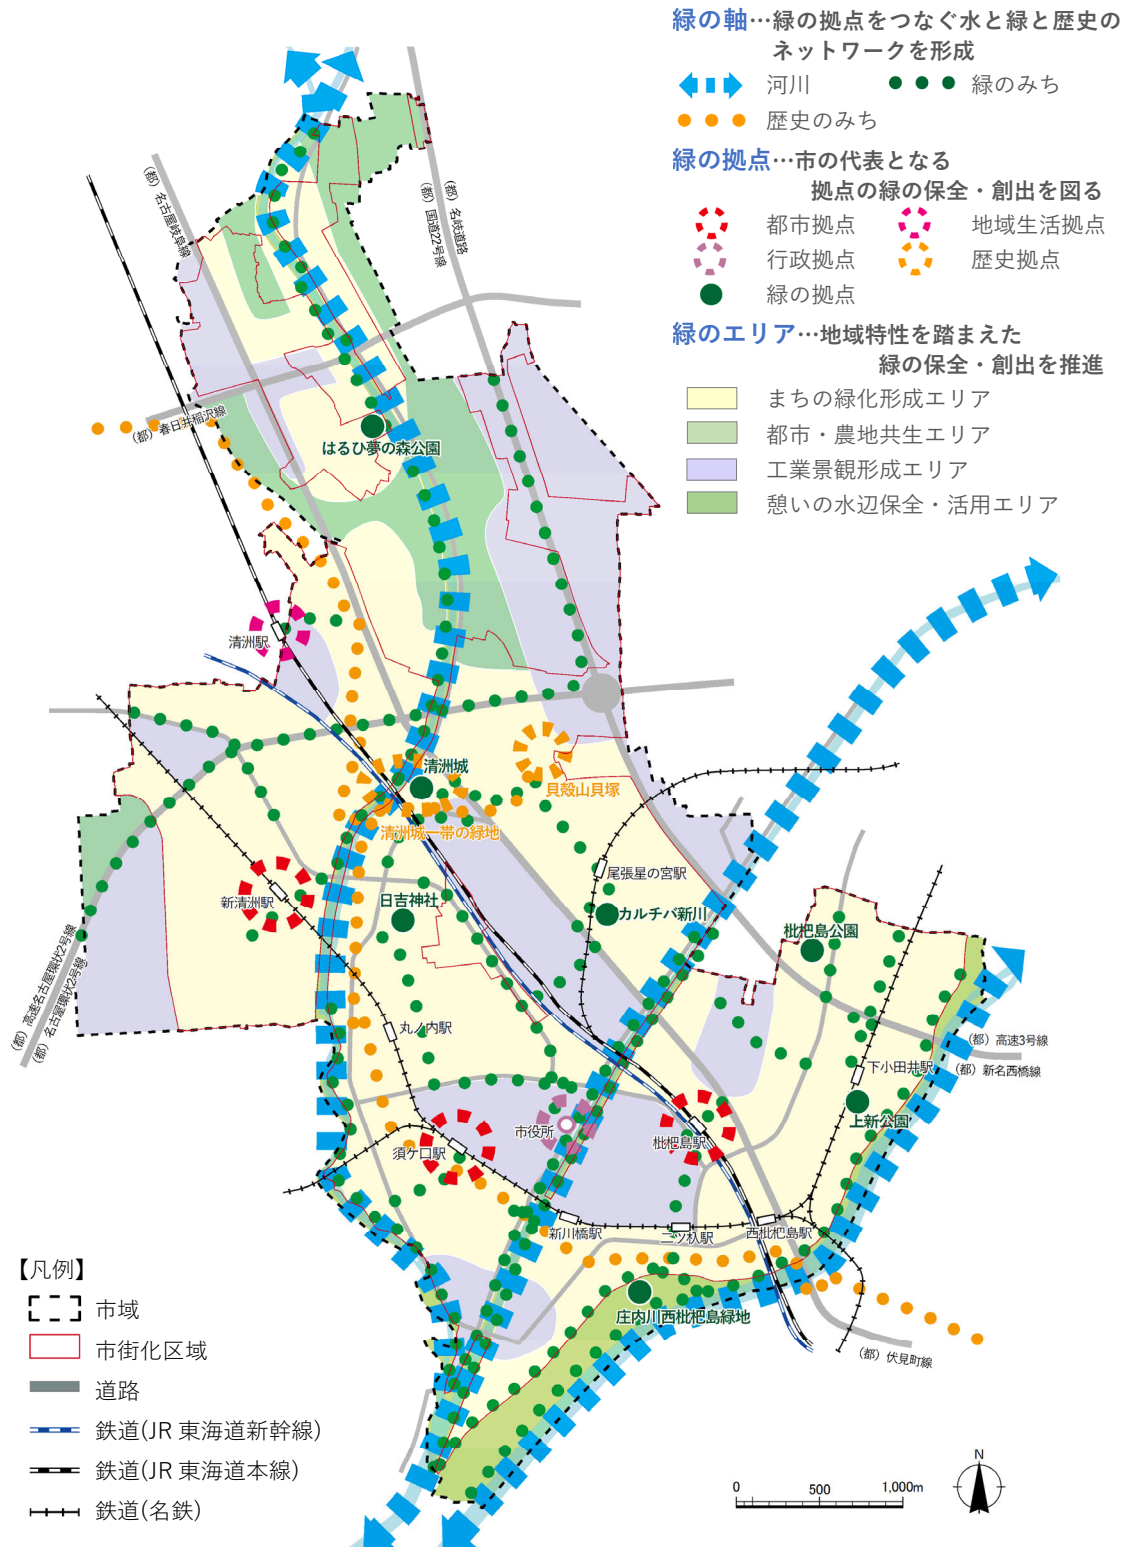 緑の軸…緑の拠点をつなぐ水と緑と歴史の
ネットワークを形成
河川
緑のみち
歴史のみち
緑の拠点…市の代表となる
拠点の緑の保全・創出を図る
都市拠点
地域生活拠点
行政拠点
歴史拠点
緑の拠点
緑のエリア…地域特性を踏まえた
緑の保全・創出を推進
まちの緑化形成エリア
都市・農地共生エリア
工業景観形成エリア
憩いの水辺保全・活用エリア
(都)名古屋岐阜線
(都)名岐道路
(都)国道22号線
(都)春日井稲沢線
はるひ夢の森公園
清洲駅
清洲城
貝殻山貝塚
清洲城一帯の緑地
尾張星の宮駅
新清洲駅
日吉神社
カルチバ新川
枇杷島公園
(都)高速名古屋環状2号線
(都)名古屋環状2号線
丸ノ内駅
(都)高速3号線
(都)新名西橋線
下小田井駅
上新公園
市役所
枇杷島駅
須ケ口駅
新川橋駅
二ツ杁駅
西枇杷島駅
庄内川西枇杷島緑地
(都)伏見町線
【凡例】
市域
市街化区域
道路
鉄道(JR 東海道新幹線)
鉄道(JR 東海道本線)
鉄道(名鉄)
0 500 1,000m
N